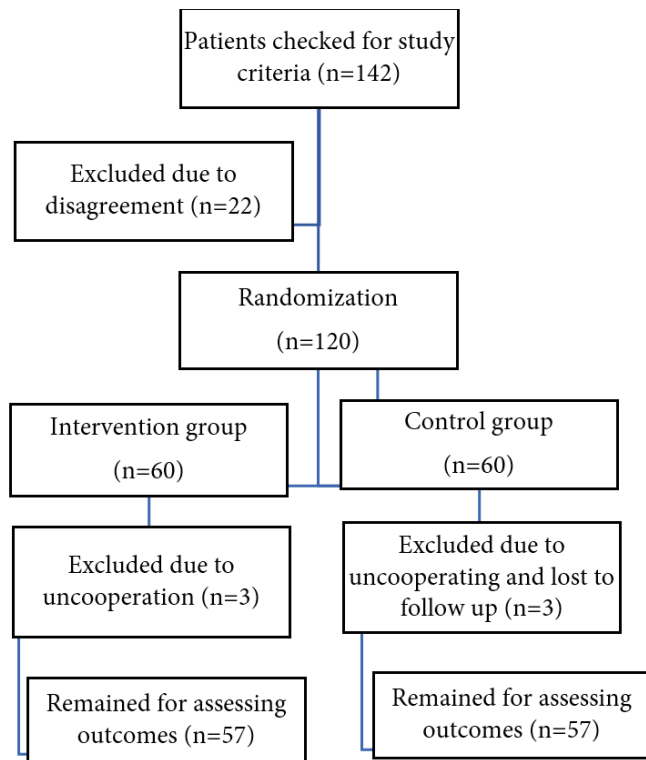 Patients checked for study
criteria (n=142)
Excluded due to
disagreement (n=22)
Randomization
(n=120)
Intervention group
(n=60)
Control group
(n=60)
Excluded due to
uncooperation (n=3)
Excluded due to
uncooperating and lost to
follow up (n=3)
Remained for assessing
outcomes (n=57)
Remained for assessing
outcomes (n=57)